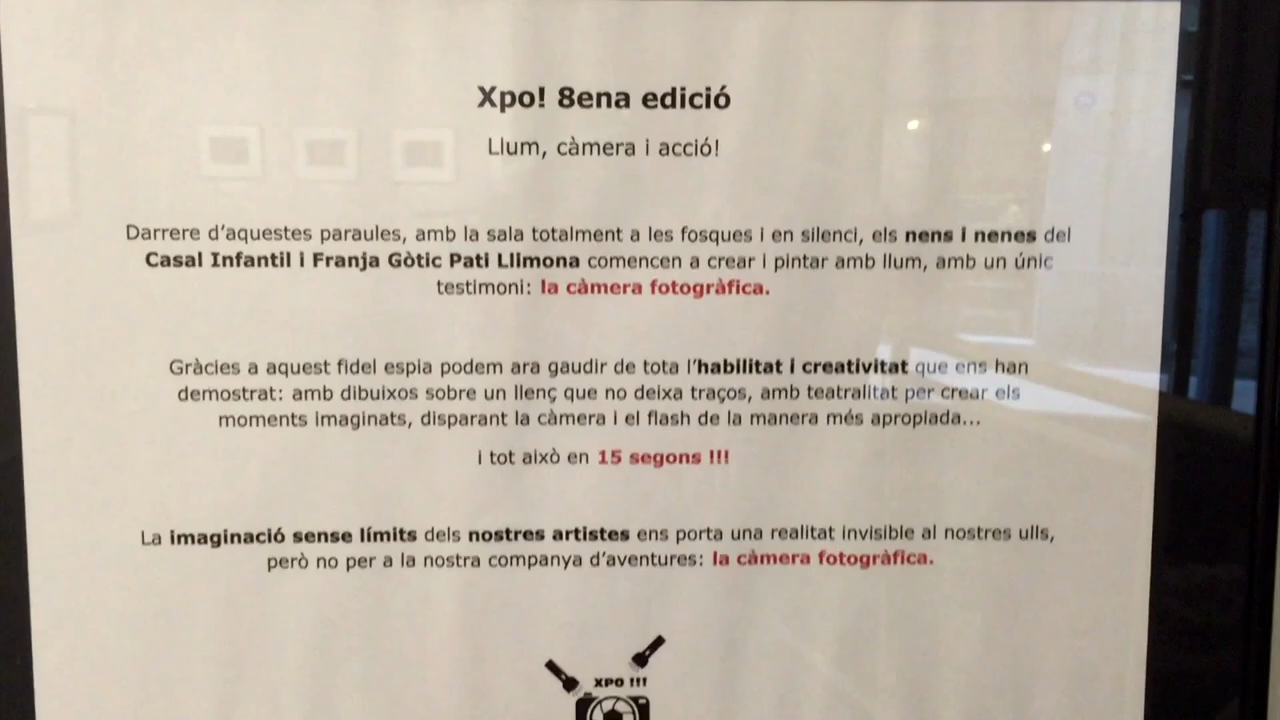 Xpo! 8ena edició
Llum, càmera i acció!
Darrere d'aquestes paraules, amb la sala totalment a les fosques i en silenci, els nens i nenes del
Casal Infantil i Franja Gòtic Pati Llimona comencen a crear i pintar amb llum, amb un únic
testimoni: la càmera fotogràfica.
Gràcies a aquest fidel espia podem ara gaudir de tota l'habilitat i creativitat que ens han
demostrat: amb dibuixos sobre un llenç que no deixa traços, amb teatralitat per crear els
moments imaginats, disparant la càmera i el flash de la manera més apropiada...
i tot això en 15 segons !!!
La imaginació sense límits dels nostres artistes ens porta una realitat invisible al nostres ulls,
però no per a la nostra companya d'aventures: la càmera fotogràfica.
XPO !!!